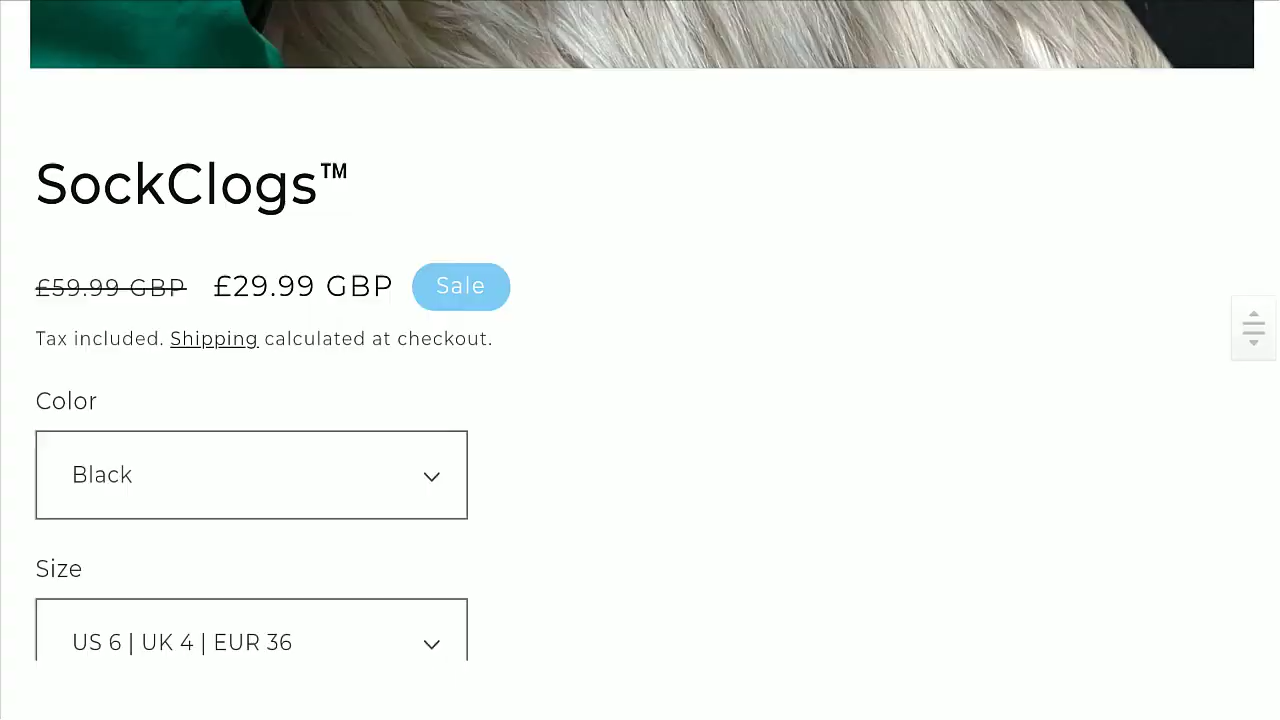 SockClogs™
£59.99 GBP £29.99 GBP Sale
Tax included. Shipping calculated at checkout.
Color
Black
Size
US 6 | UK 4 | EUR 36